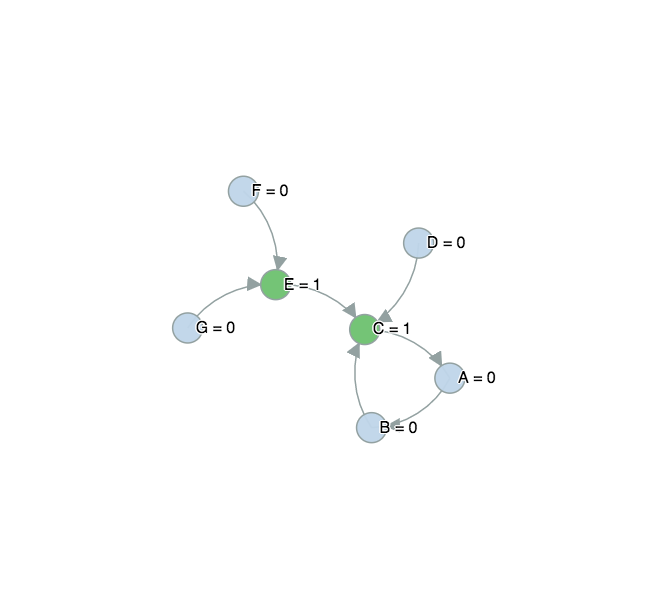 F = 0
D = 0
E = 1
G = 0
C = 1
A = 0
B = 0